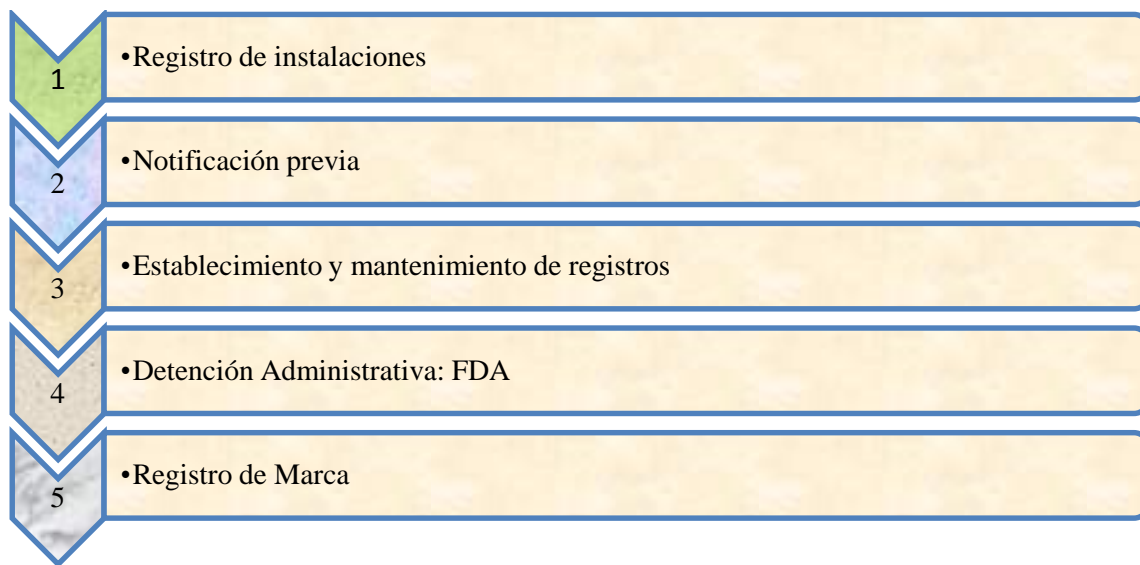 1
•Registro de instalaciones
2
•Notificación previa
3
•Establecimiento y mantenimiento de registros
4
•Detención Administrativa: FDA
5
•Registro de Marca